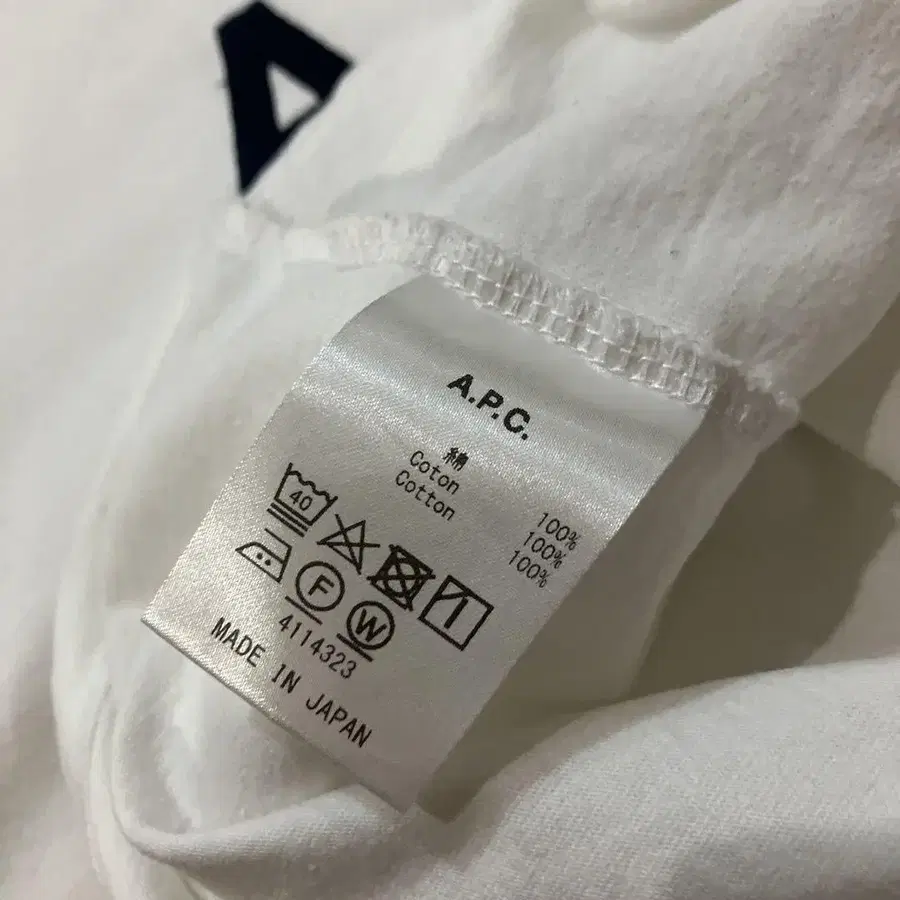 A
A.P.C.
綿 100%
Coton 100%
Cotton 100%
40
F W
4114323
MADE IN JAPAN